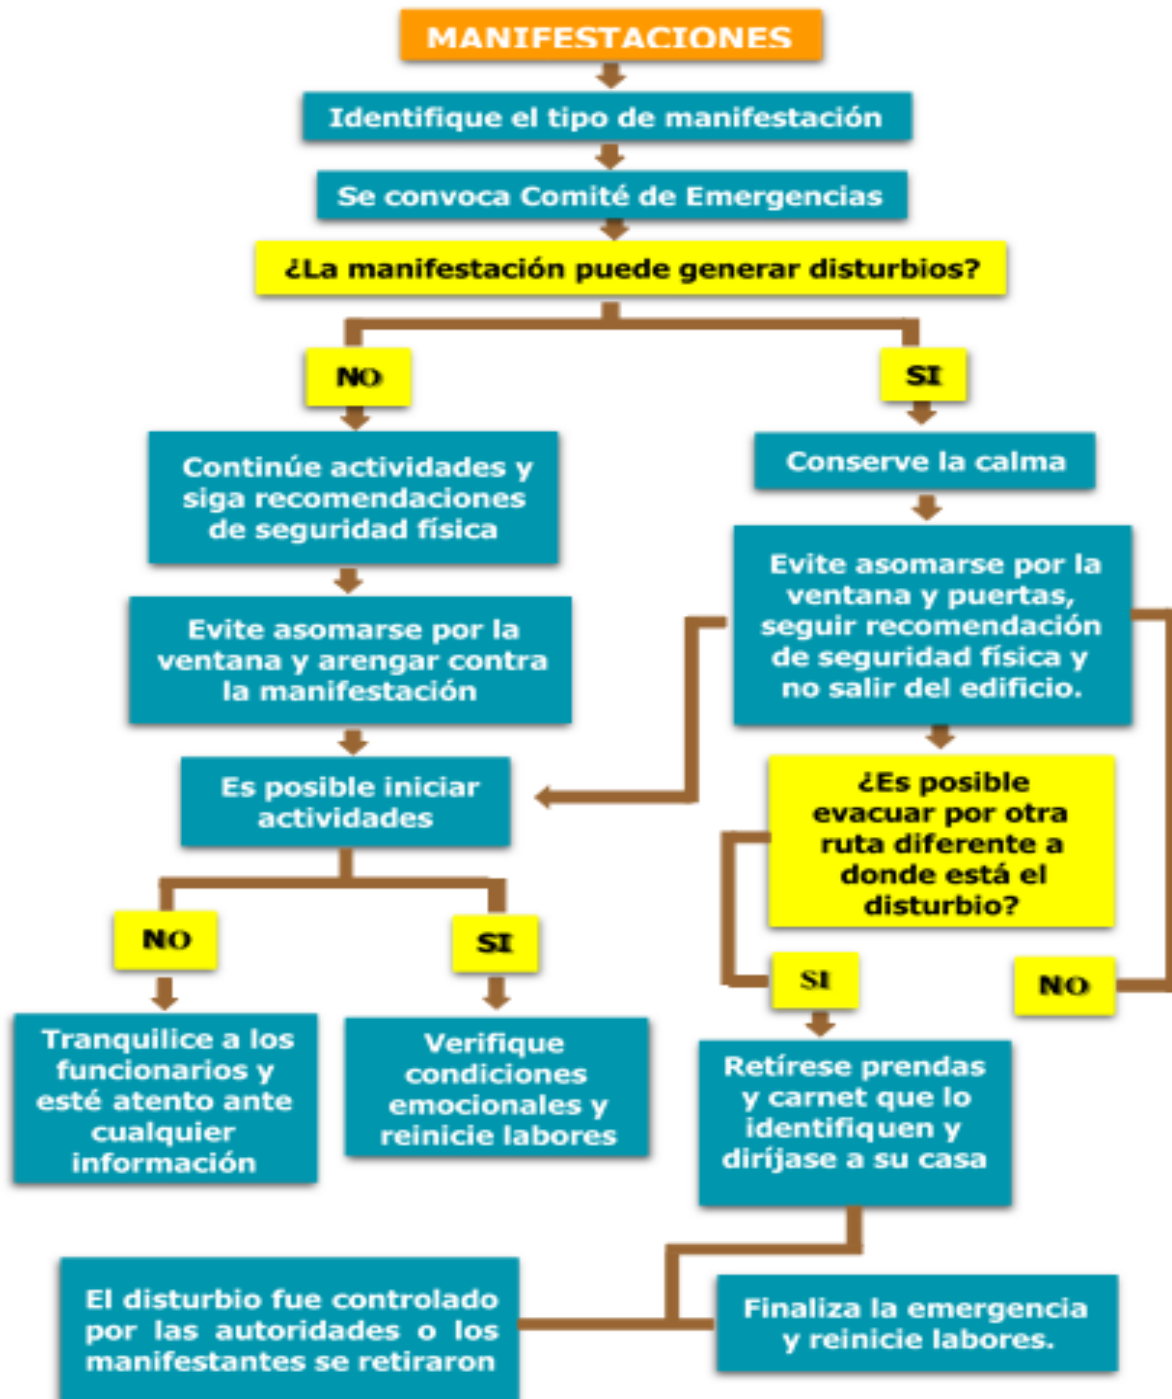 MANIFESTACIONES
Identifique el tipo de manifestación
Se convoca Comité de Emergencias
¿La manifestación puede generar disturbios?
NO
Continúe actividades y
siga recomendaciones
de seguridad física
Evite asomarse por la
ventana y arengar contra
la manifestación
Es posible iniciar
actividades
NO
Tranquilice a los
funcionarios y
esté atento ante
cualquier
información
SI
Verifique
condiciones
emocionales y
reinicie labores
SI
Conserve la calma
Evite asomarse por la
ventana y puertas,
seguir recomendación
de seguridad física y
no salir del edificio.
¿Es posible
evacuar por otra
ruta diferente a
donde está el
disturbio?
SI
NO
Retírese prendas
y carnet que lo
identifiquen y
diríjase a su casa
El disturbio fue controlado
por las autoridades o los
manifestantes se retiraron
Finaliza la emergencia
y reinicie labores.